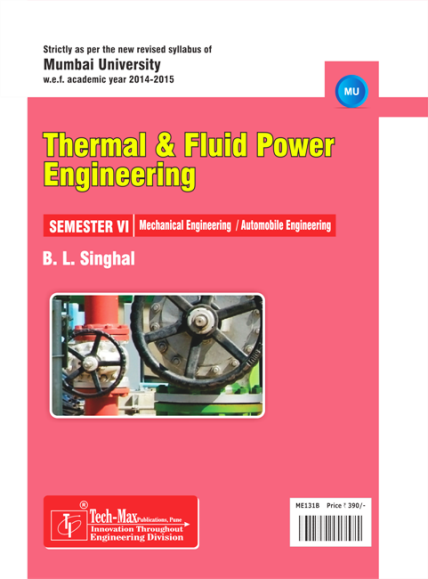 Strictly as per the new revised syllabus of
Mumbai University
w.e.f. academic year 2014-2015
MU
Thermal & Fluid Power
Engineering
SEMESTER VI Mechanical Engineering / Automobile Engineering
B. L. Singhal
®
Tech-Max Publications, Pune
Innovation Throughout
Engineering Division
ME131B Price ` 390/-